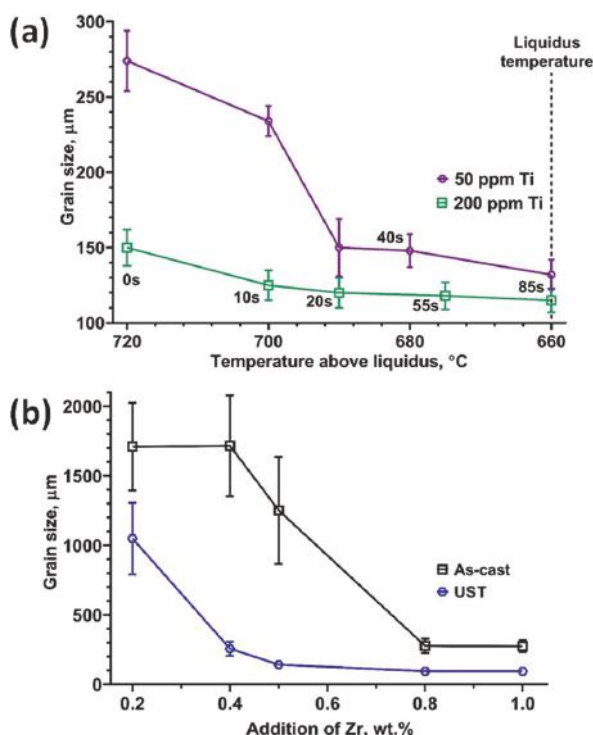 (a)
300
250
200
150
100
Grain size, µm
Liquidus
temperature
50 ppm Ti
200 ppm Ti
0s
10s
20s
40s
55s
85s
720
700
680
660
Temperature above liquidus, °C
(b)
2000
1500
1000
500
0
Grain size, µm
As-cast
UST
0.2
0.4
0.6
0.8
1.0
Addition of Zr, wt.%